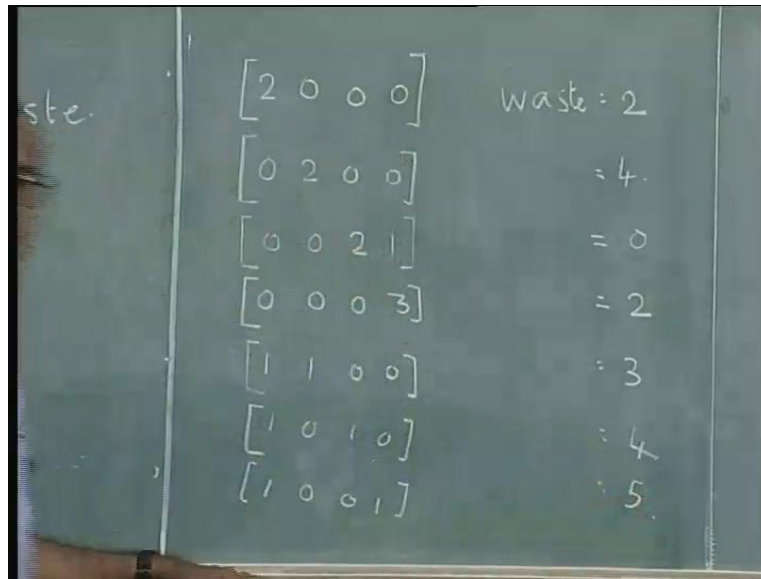 ste.
[2 0 0 0] waste = 2
[0 2 0 0] = 4.
[0 0 2 1] = 0
[0 0 0 3] = 2
[1 1 0 0] = 3
[1 0 1 0] = 4
[1 0 0 1] = 5.